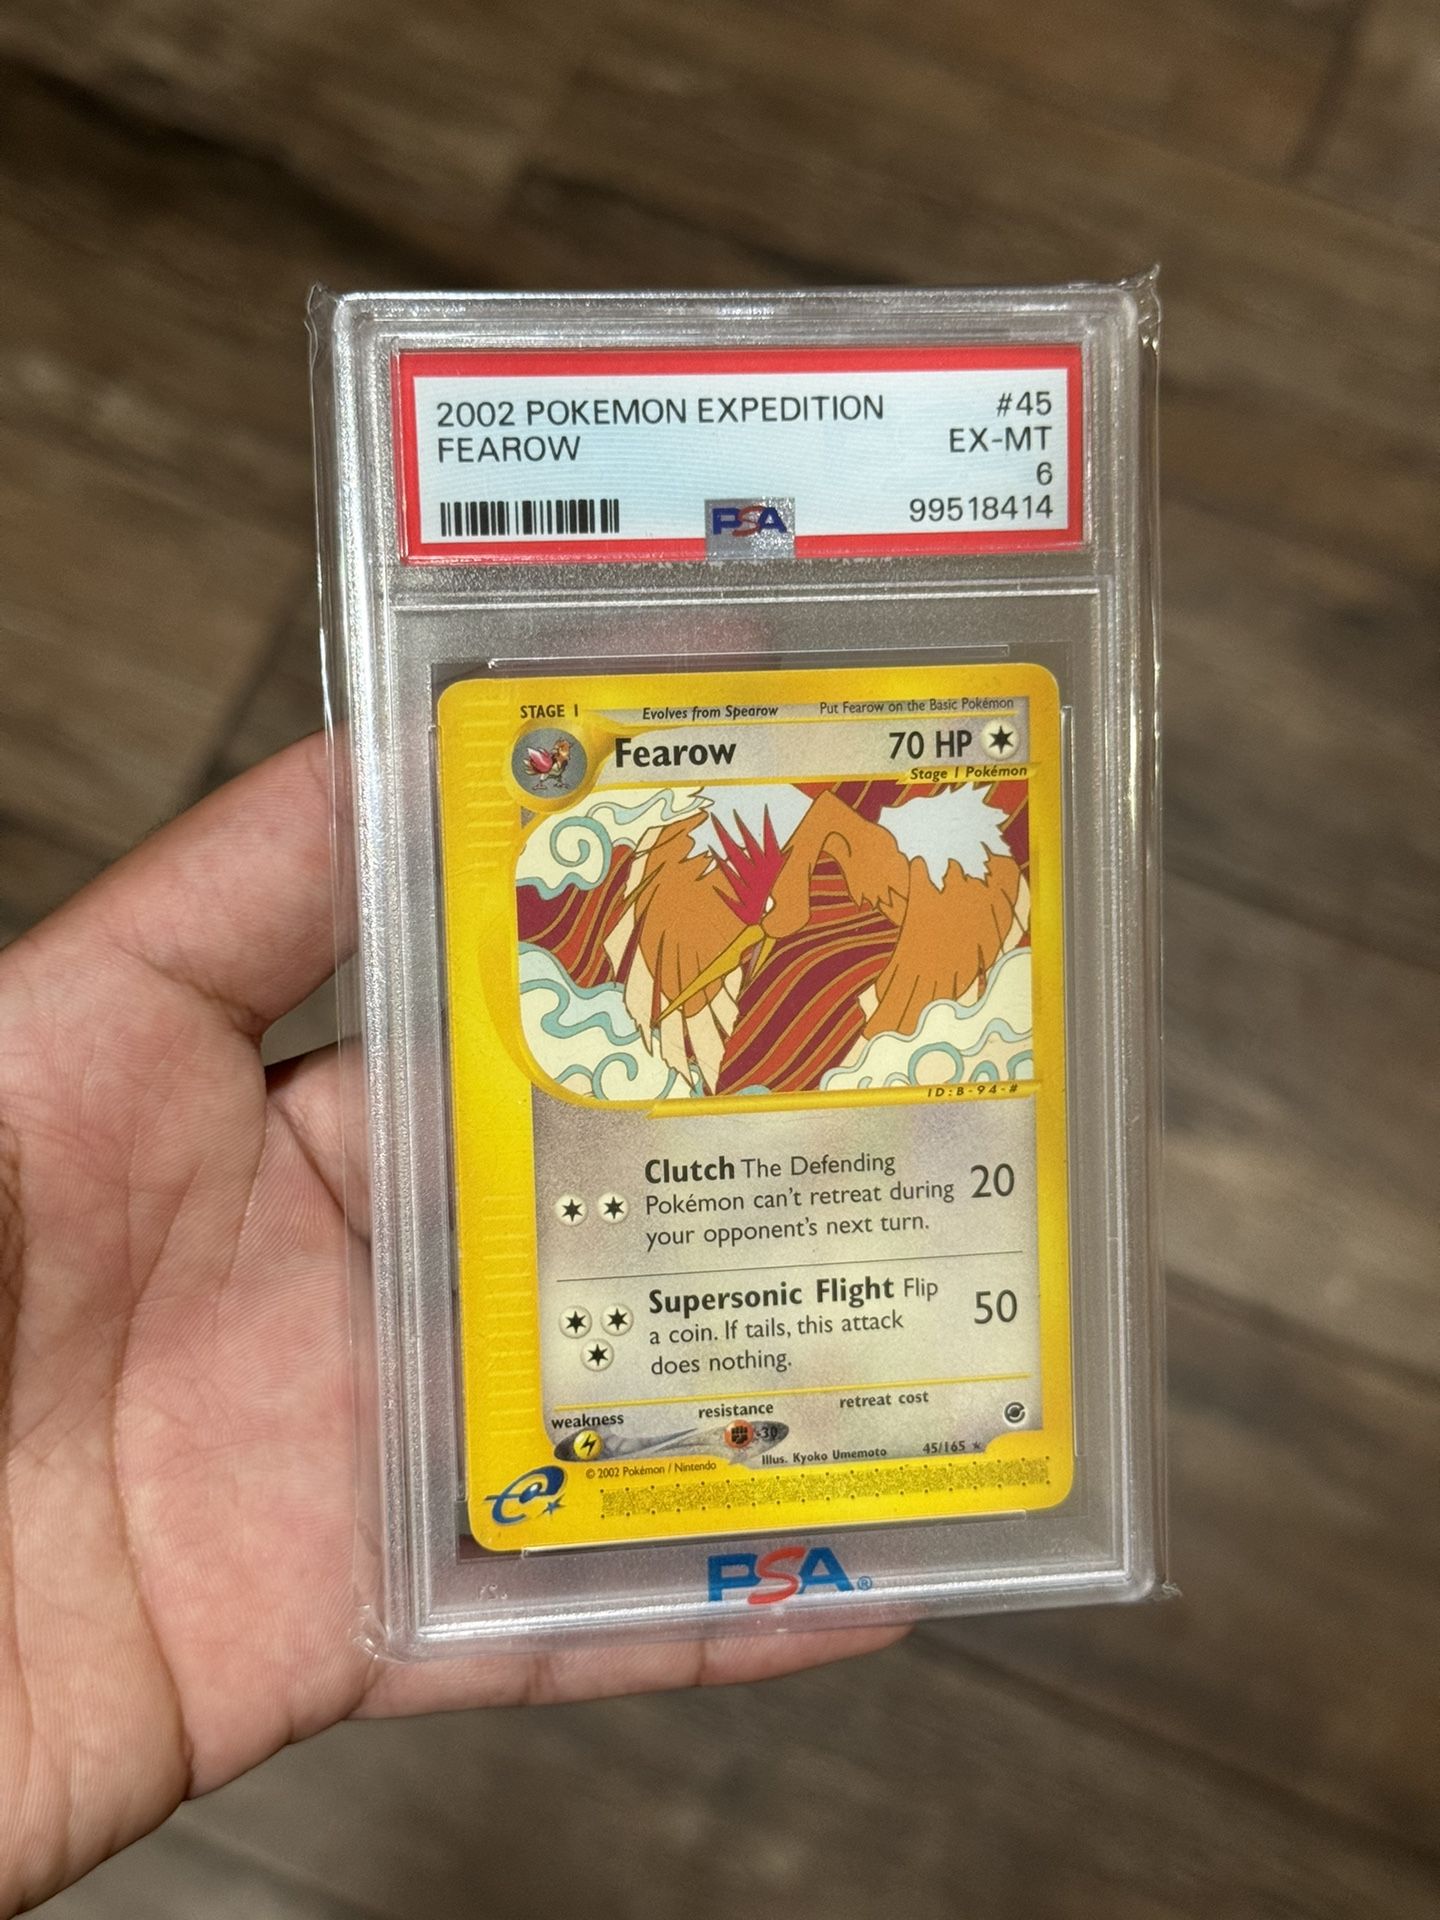 2002 POKEMON EXPEDITION #45
FEAROW EX-MT
6
PSA 99518414
STAGE 1 Evolves from Spearow Put Fearow on the Basic Pokémon
Fearow 70 HP
Stage 1 Pokémon
ID:B-94-#
Clutch The Defending
Pokémon can't retreat during 20
your opponent's next turn.
Supersonic Flight Flip
a coin. If tails, this attack 50
does nothing.
weakness resistance retreat cost
-30
Illus. Kyoko Umemoto 45/165
© 2002 Pokémon / Nintendo
e
PSA®